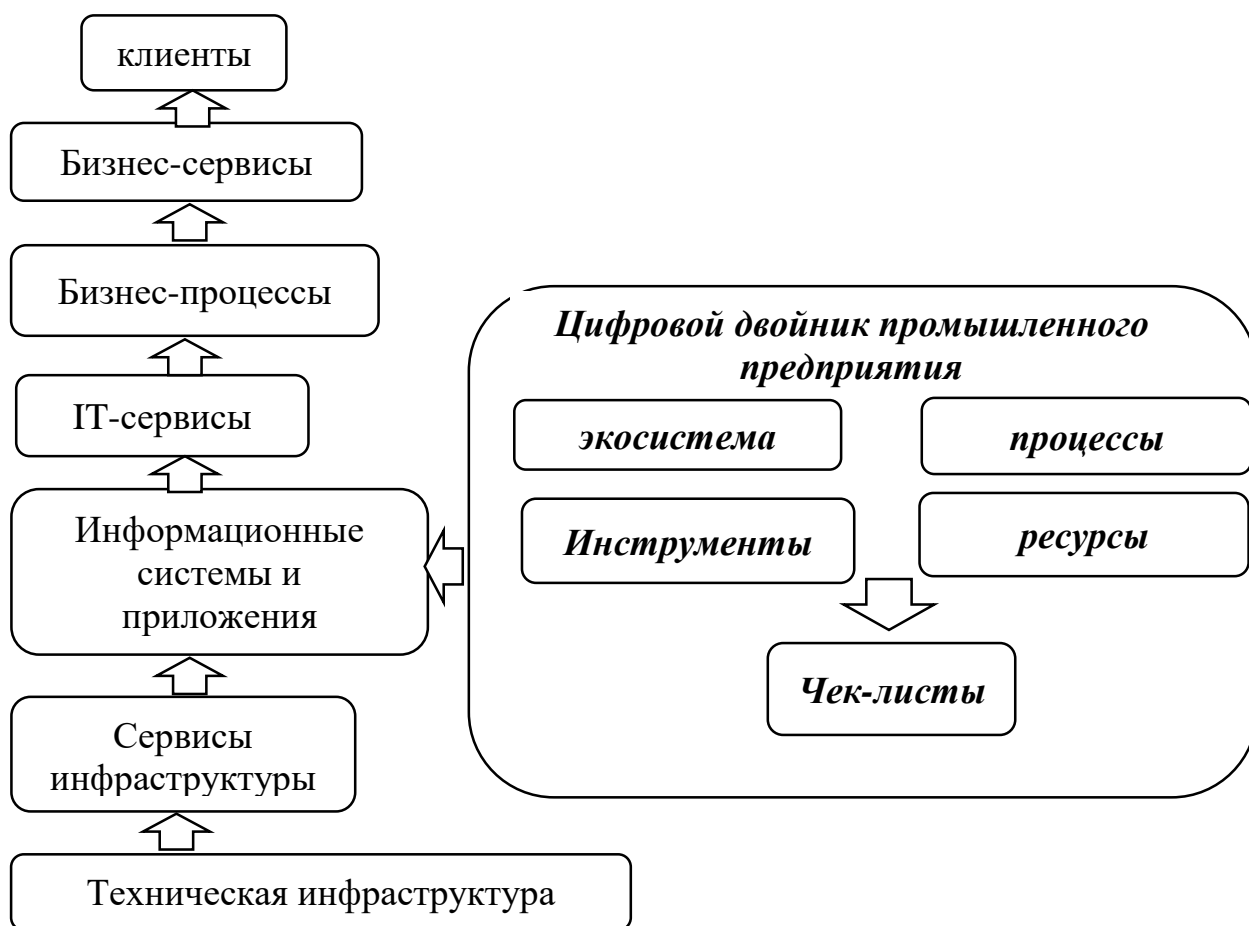 клиенты
Бизнес-сервисы
Бизнес-процессы
IT-сервисы
Информационные
системы и
приложения
Сервисы
инфраструктуры
Техническая инфраструктура
Цифровой двойник промышленного
предприятия
экосистема
процессы
Инструменты
ресурсы
Чек-листы